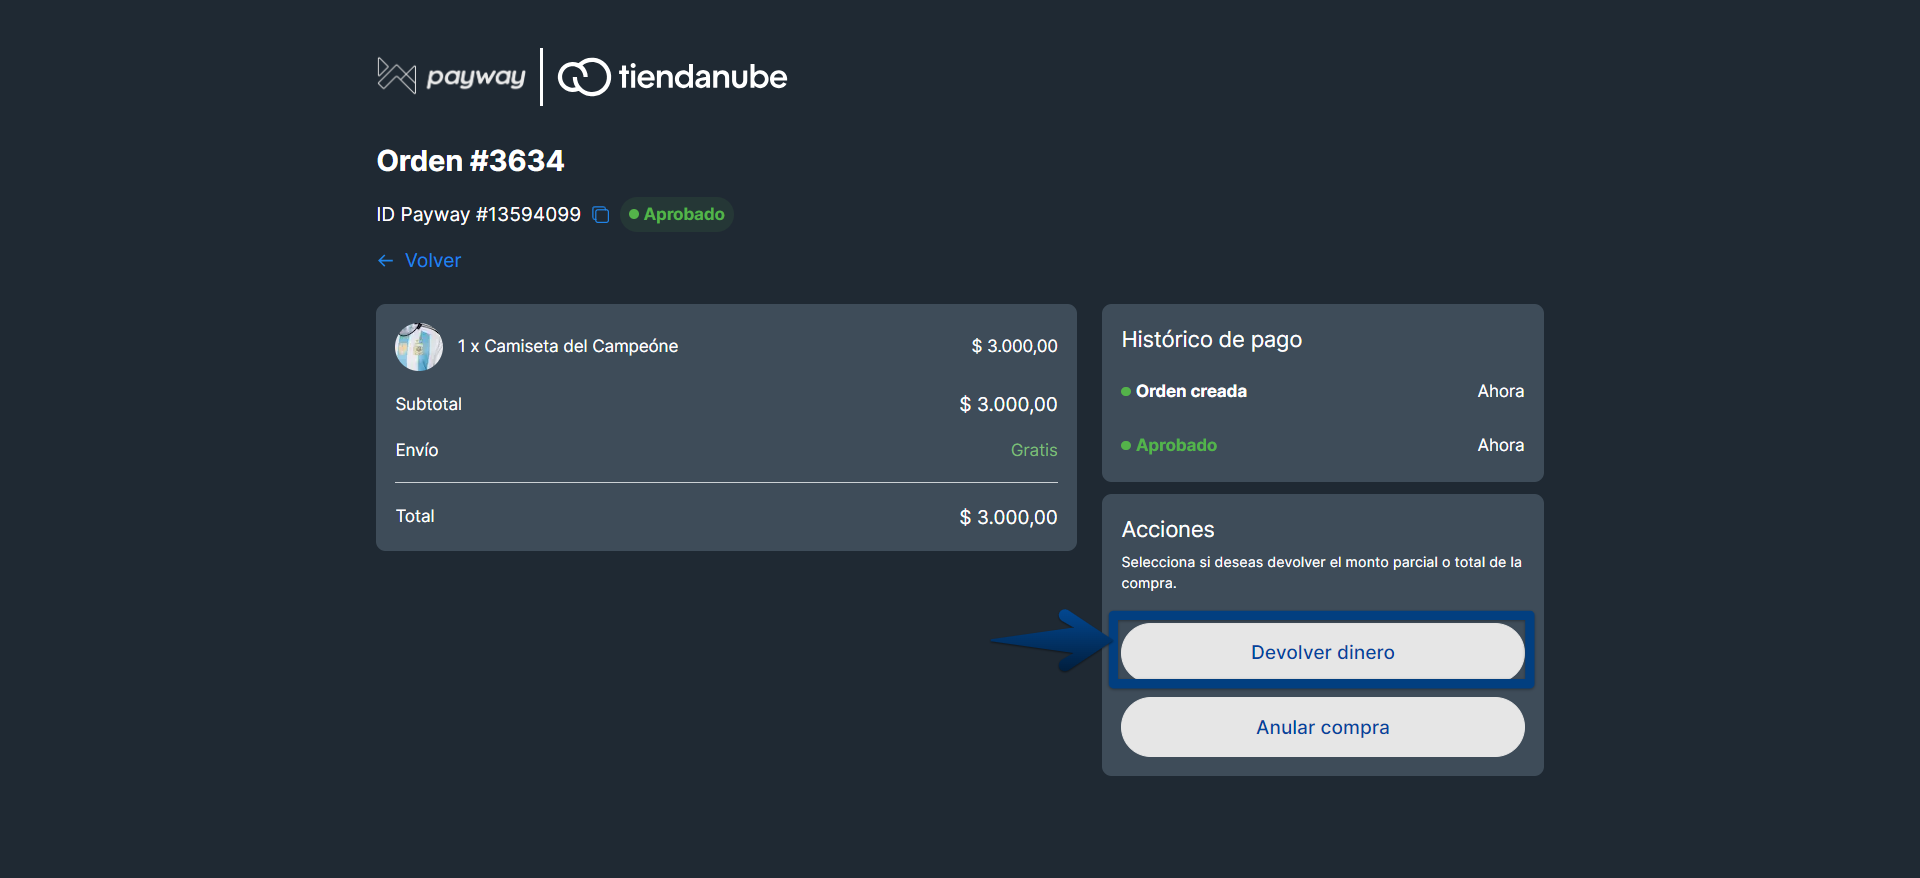 payway
tiendanube
Orden #3634
ID Payway #13594099
Aprobado
Volver
1 x Camiseta del Campeóne
$ 3.000,00
Subtotal
$ 3.000,00
Envío
Gratis
Total
$ 3.000,00
Histórico de pago
Orden creada
Ahora
Aprobado
Ahora
Acciones
Selecciona si deseas devolver el monto parcial o total de la
compra.
Devolver dinero
Anular compra